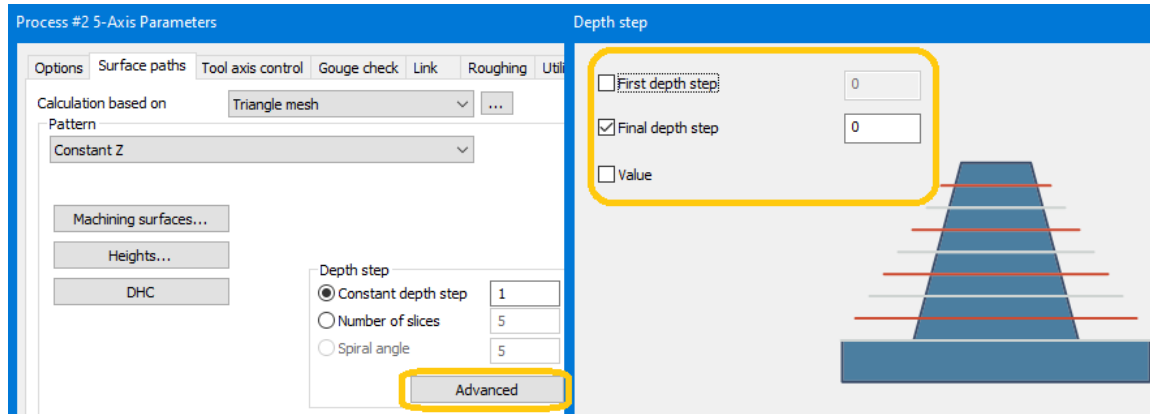 Process #2 5-Axis Parameters
Options Surface paths Tool axis control Gouge check Link Roughing Utili
Calculation based on Triangle mesh ...
Pattern
Constant Z
Machining surfaces...
Heights...
DHC
Depth step
Constant depth step 1
Number of slices 5
Spiral angle 5
Advanced
Depth step
First depth step 0
Final depth step 0
Value